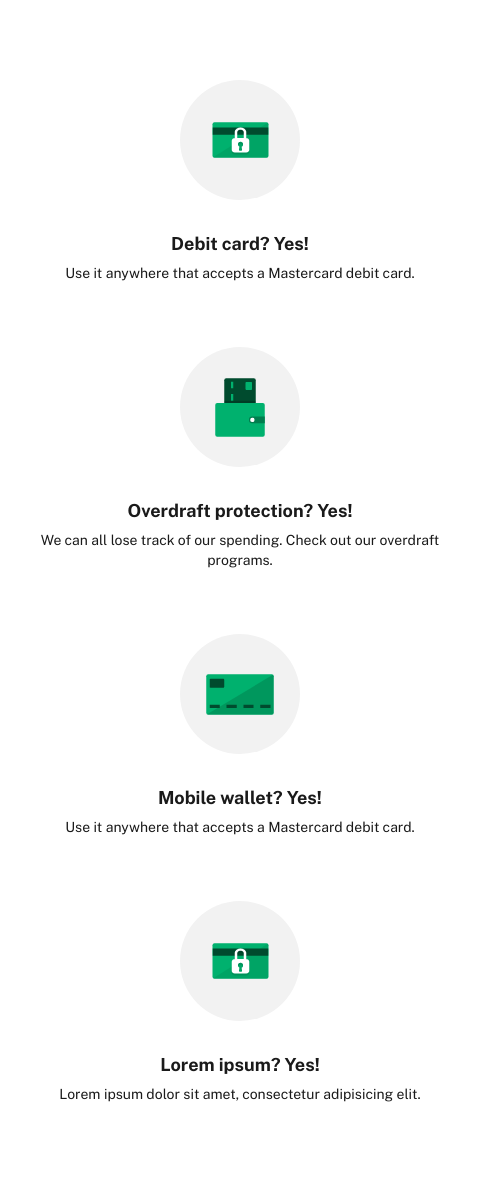 Debit card? Yes!
Use it anywhere that accepts a Mastercard debit card.
Overdraft protection? Yes!
We can all lose track of our spending. Check out our overdraft
programs.
Mobile wallet? Yes!
Use it anywhere that accepts a Mastercard debit card.
Lorem ipsum? Yes!
Lorem ipsum dolor sit amet, consectetur adipisicing elit.